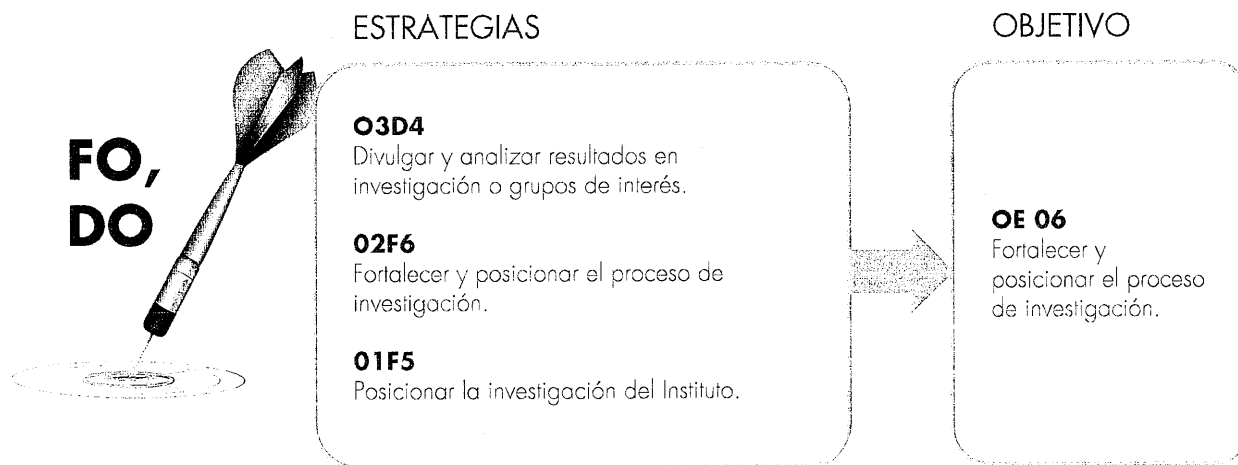 ESTRATEGIAS
OBJETIVO
FO,
DO
O3D4
Divulgar y analizar resultados en
investigación o grupos de interés.
02F6
Fortalecer y posicionar el proceso de
investigación.
01F5
Posicionar la investigación del Instituto.
OE 06
Fortalecer y
posicionar el proceso
de investigación.